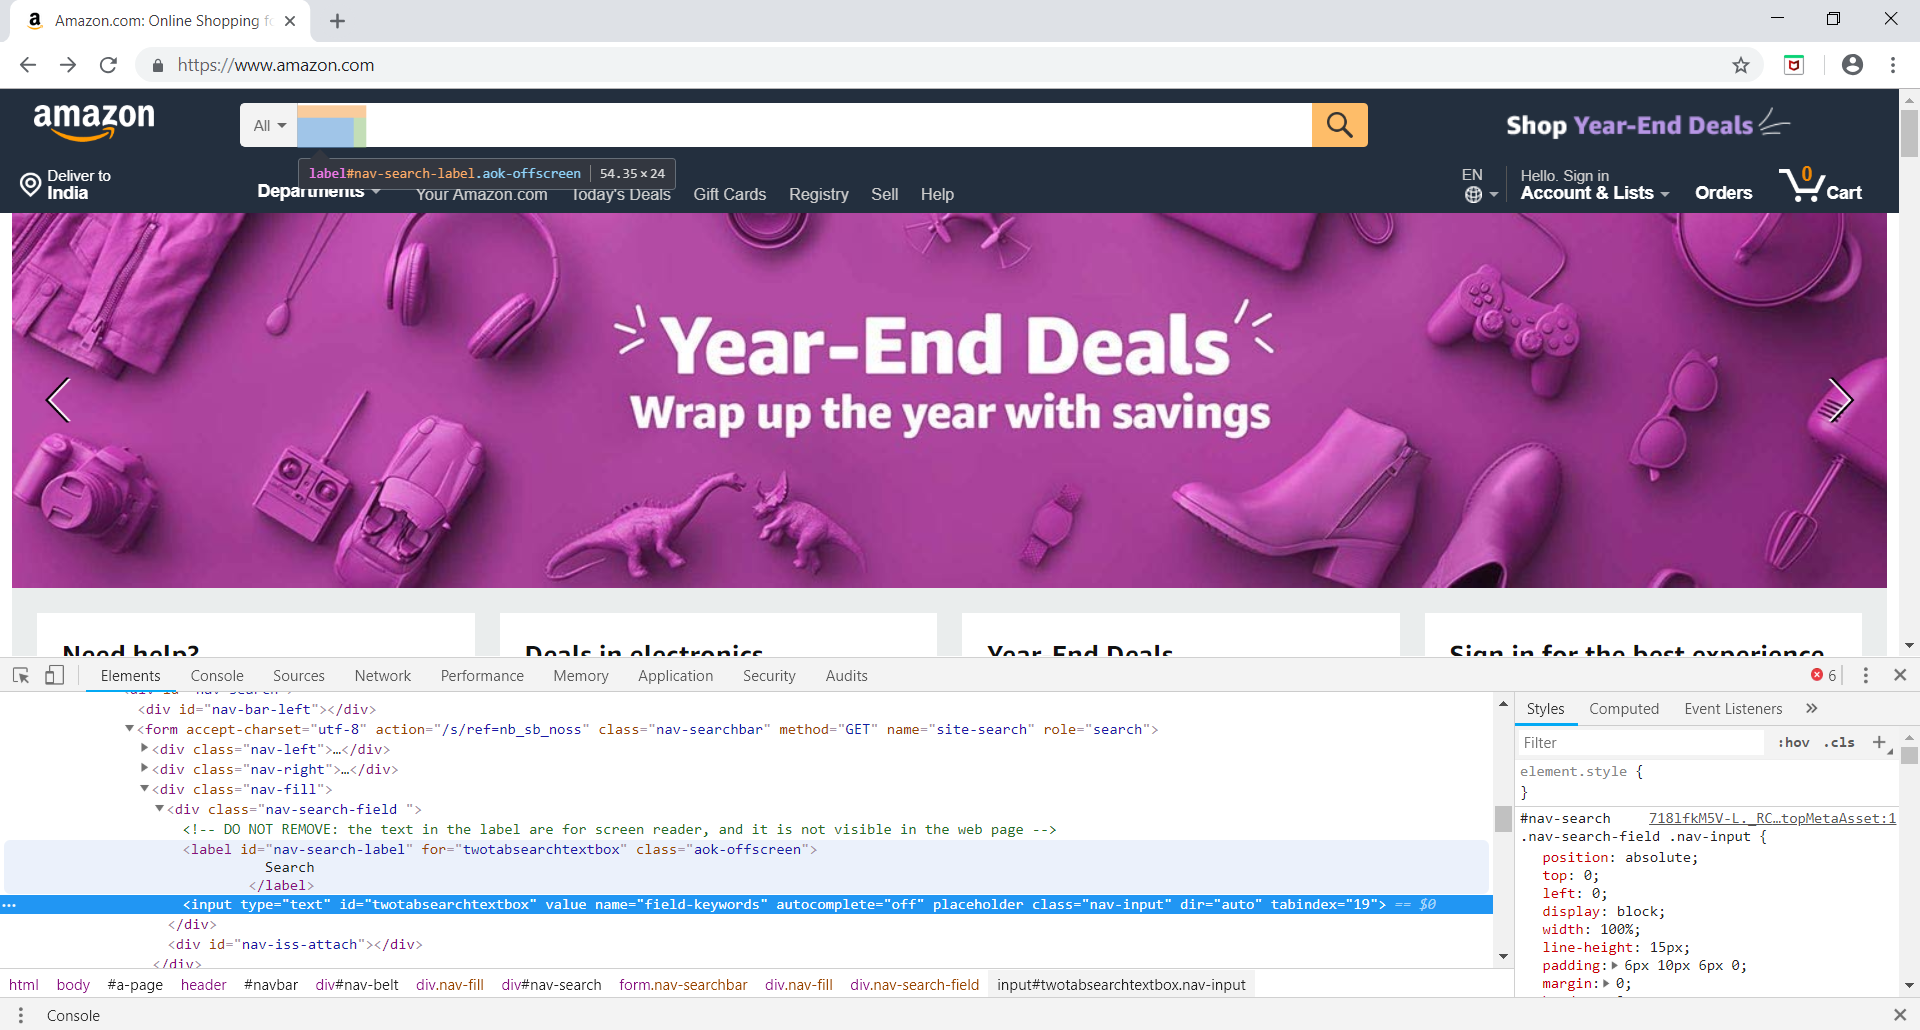 Amazon.com: Online Shopping fo
https://www.amazon.com
amazon
All
Shop Year-End Deals
Deliver to
India
label#nav-search-label.aok-offscreen | 54.35 × 24
Departments
Your Amazon.com
Today's Deals
Gift Cards
Registry
Sell
Help
EN
Hello. Sign in
Account & Lists
Orders
0
Cart
Year-End Deals
Wrap up the year with savings
Need help?
Deals in electronics
Year-End Deals
Sign in for the best experience
Elements
Console
Sources
Network
Performance
Memory
Application
Security
Audits
6
<div id="nav-search">
<div id="nav-bar-left"></div>
<form accept-charset="utf-8" action="/s/ref=nb_sb_noss" class="nav-searchbar" method="GET" name="site-search" role="search">
<div class="nav-left">…</div>
<div class="nav-right">…</div>
<div class="nav-fill">
<div class="nav-search-field ">
<!-- DO NOT REMOVE: the text in the label are for screen reader, and it is not visible in the web page -->
<label id="nav-search-label" for="twotabsearchtextbox" class="aok-offscreen">
Search
</label>
... <input type="text" id="twotabsearchtextbox" value name="field-keywords" autocomplete="off" placeholder class="nav-input" dir="auto" tabindex="19"> == $0
</div>
<div id="nav-iss-attach"></div>
</div>
html body #a-page header #navbar div#nav-belt div.nav-fill div#nav-search form.nav-searchbar div.nav-fill div.nav-search-field input#twotabsearchtextbox.nav-input
Console
Styles
Computed
Event Listeners
»
Filter
:hov .cls +
element.style {
}
#nav-search 718lfkM5V-L._RC…topMetaAsset:1
.nav-search-field .nav-input {
position: absolute;
top: 0;
left: 0;
display: block;
width: 100%;
line-height: 15px;
padding: 6px 10px 6px 0;
margin: 0;